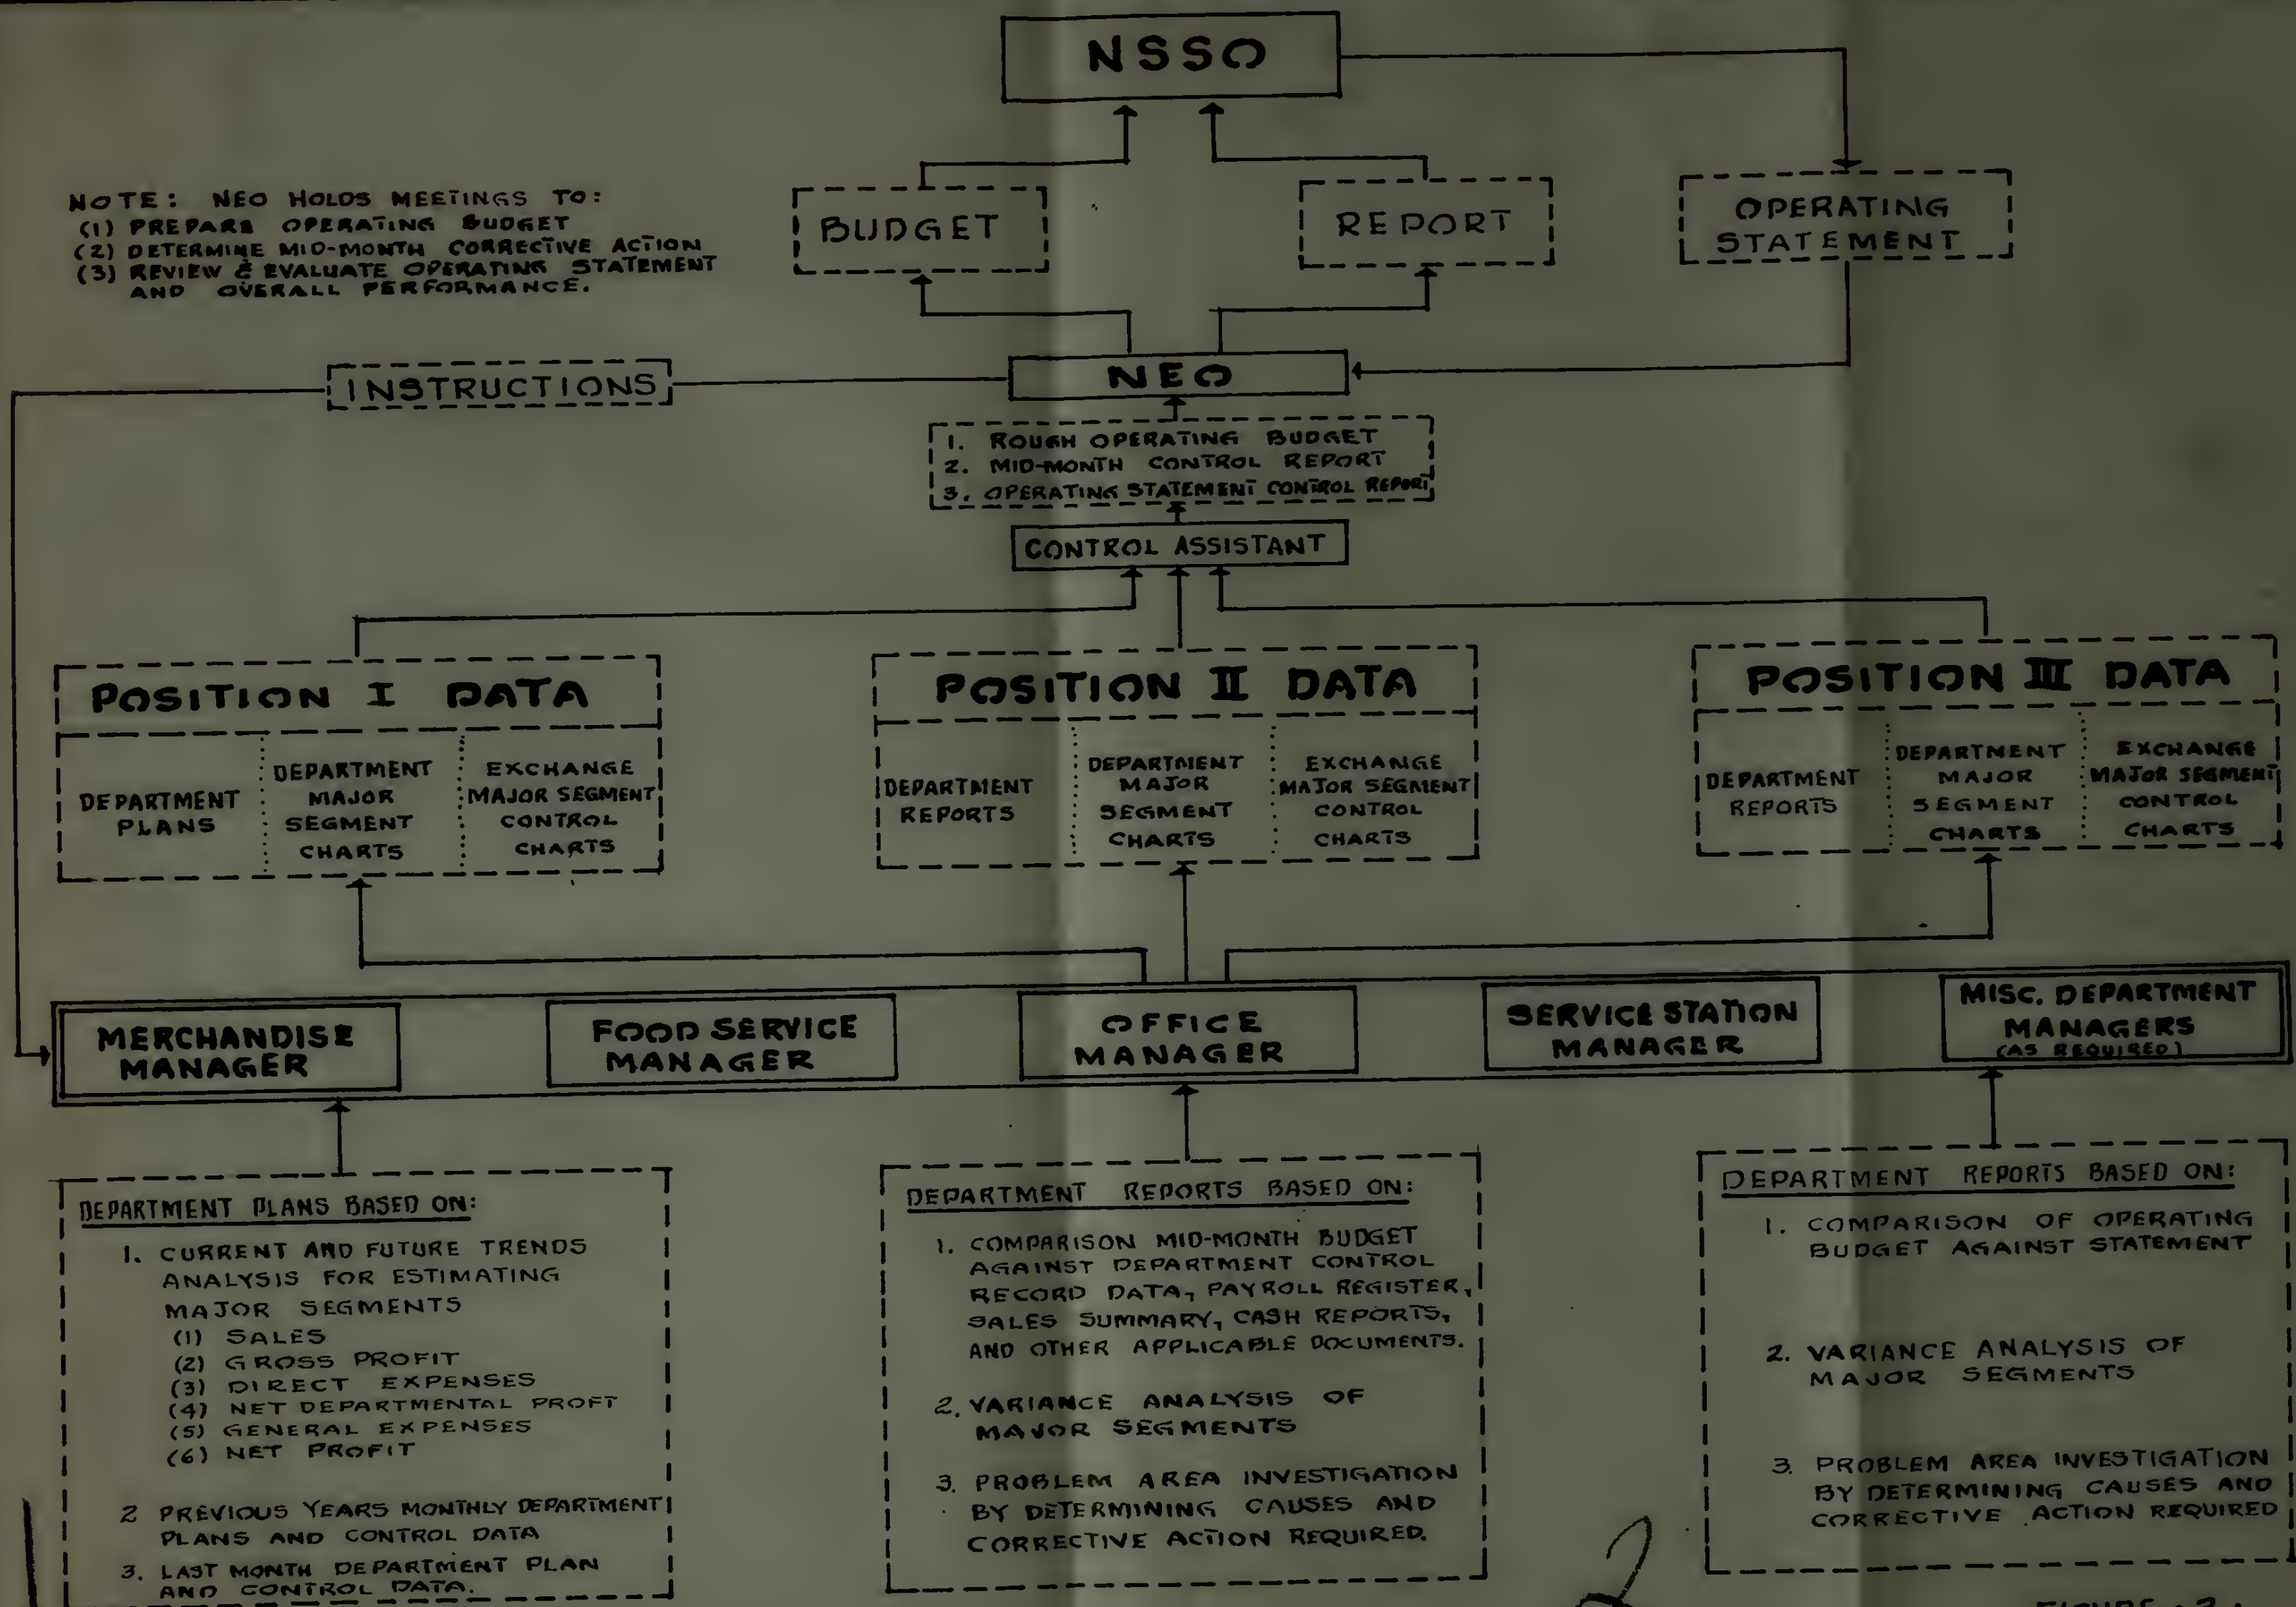 NSSO
NOTE: NEO HOLDS MEETINGS TO:
(1) PREPARE OPERATING BUDGET
(2) DETERMINE MID-MONTH CORRECTIVE ACTION
(3) REVIEW & EVALUATE OPERATING STATEMENT
AND OVERALL PERFORMANCE.
BUDGET
REPORT
OPERATING
STATEMENT
INSTRUCTIONS
NEO
1. ROUGH OPERATING BUDGET
2. MID-MONTH CONTROL REPORT
3. OPERATING STATEMENT CONTROL REPORT
CONTROL ASSISTANT
POSITION I DATA
DEPARTMENT
PLANS
DEPARTMENT
MAJOR
SEGMENT
CHARTS
EXCHANGE
MAJOR SEGMENT
CONTROL
CHARTS
POSITION II DATA
DEPARTMENT
REPORTS
DEPARTMENT
MAJOR
SEGMENT
CHARTS
EXCHANGE
MAJOR SEGMENT
CONTROL
CHARTS
POSITION III DATA
DEPARTMENT
REPORTS
DEPARTMENT
MAJOR
SEGMENT
CHARTS
EXCHANGE
MAJOR SEGMENT
CONTROL
CHARTS
MERCHANDISE
MANAGER
FOOD SERVICE
MANAGER
OFFICE
MANAGER
SERVICE STATION
MANAGER
MISC. DEPARTMENT
MANAGERS
(AS REQUIRED)
DEPARTMENT PLANS BASED ON:
1. CURRENT AND FUTURE TRENDS
ANALYSIS FOR ESTIMATING
MAJOR SEGMENTS
(1) SALES
(2) GROSS PROFIT
(3) DIRECT EXPENSES
(4) NET DEPARTMENTAL PROFT
(5) GENERAL EXPENSES
(6) NET PROFIT
2 PREVIOUS YEARS MONTHLY DEPARTMENT
PLANS AND CONTROL DATA
3. LAST MONTH DEPARTMENT PLAN
AND CONTROL DATA.
DEPARTMENT REPORTS BASED ON:
1. COMPARISON MID-MONTH BUDGET
AGAINST DEPARTMENT CONTROL
RECORD DATA, PAYROLL REGISTER,
SALES SUMMARY, CASH REPORTS,
AND OTHER APPLICABLE DOCUMENTS.
2. VARIANCE ANALYSIS OF
MAJOR SEGMENTS
3. PROBLEM AREA INVESTIGATION
BY DETERMINING CAUSES AND
CORRECTIVE ACTION REQUIRED.
DEPARTMENT REPORTS BASED ON:
1. COMPARISON OF OPERATING
BUDGET AGAINST STATEMENT
2. VARIANCE ANALYSIS OF
MAJOR SEGMENTS
3. PROBLEM AREA INVESTIGATION
BY DETERMINING CAUSES AND
CORRECTIVE ACTION REQUIRED
2
FIGURE .2.